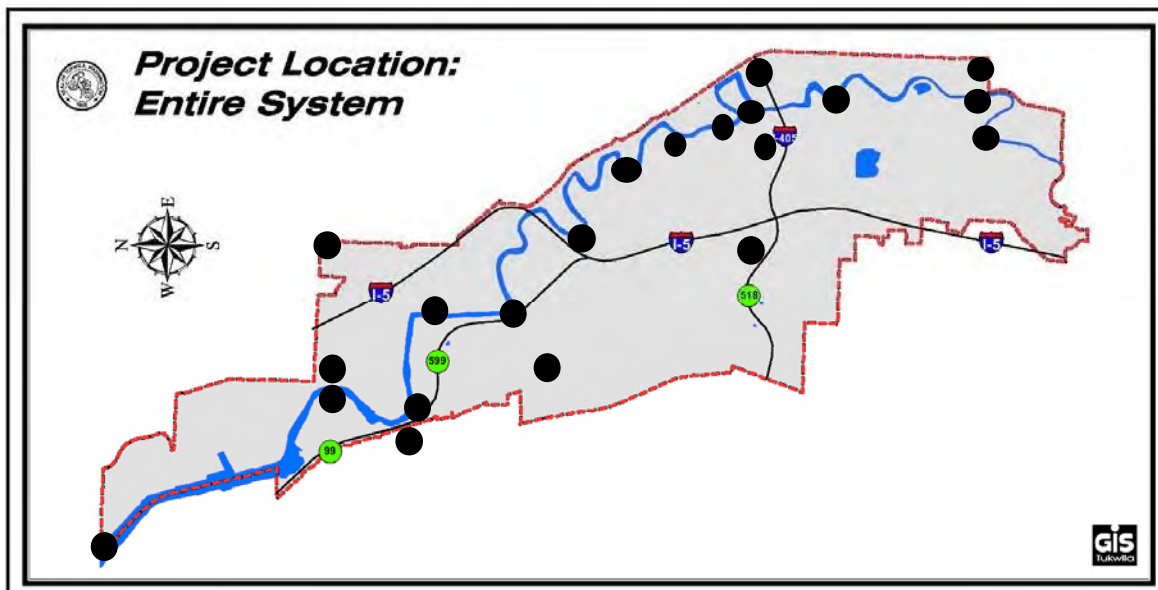 Project Location:
Entire System
I-405
E
N
S
W
I-5
I-5
I-5
518
599
99
GIS
Tukwila